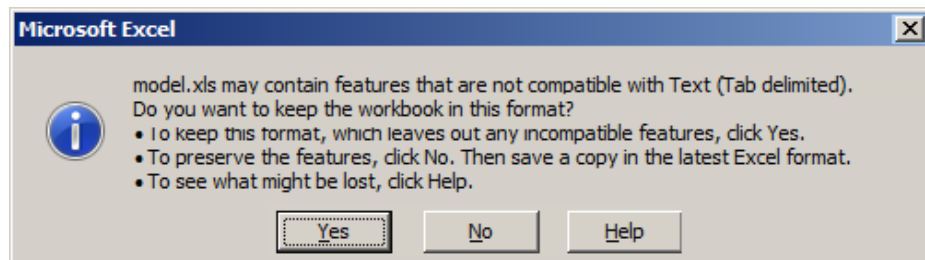 Microsoft Excel
model.xls may contain features that are not compatible with Text (Tab delimited).
Do you want to keep the workbook in this format?
• To keep this format, which leaves out any incompatible features, click Yes.
• To preserve the features, click No. Then save a copy in the latest Excel format.
• To see what might be lost, click Help.
Yes No Help